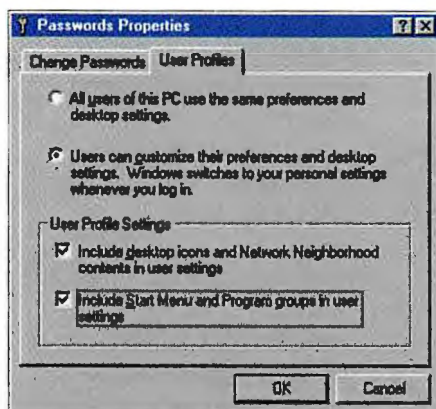 Passwords Properties
Change Passwords User Profiles
All users of this PC use the same preferences and
desktop settings.
Users can customize their preferences and desktop
settings. Windows switches to your personal settings
whenever you log in.
User Profile Settings
Include desktop icons and Network Neighborhood
contents in user settings
Include Start Menu and Program groups in user
settings
OK Cancel